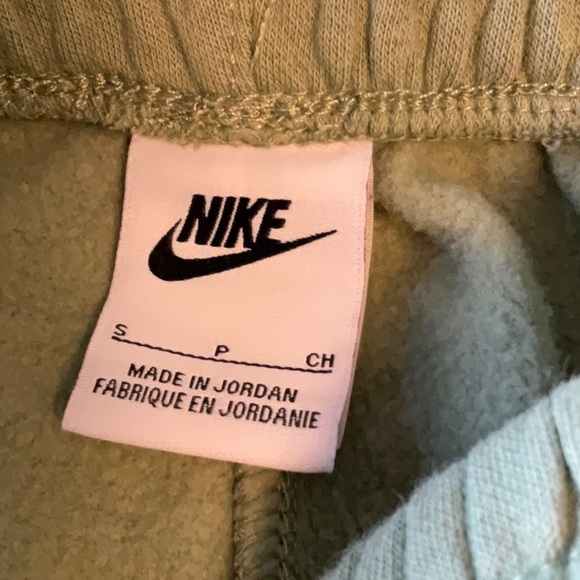 NIKE
S P CH
MADE IN JORDAN
FABRIQUE EN JORDANIE